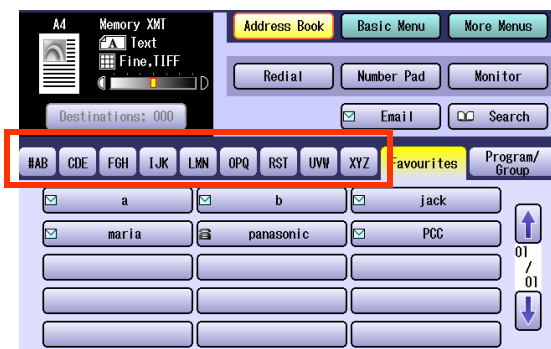 A4 Memory XMT Address Book Basic Menu More Menus
A Text
Fine,TIFF
D Redial Number Pad Monitor
Destinations: 000 Email Search
#AB CDE FGH IJK LMN OPQ RST UVW XYZ Favourites Program/
Group
a b jack
maria panasonic PCC
01
/
01